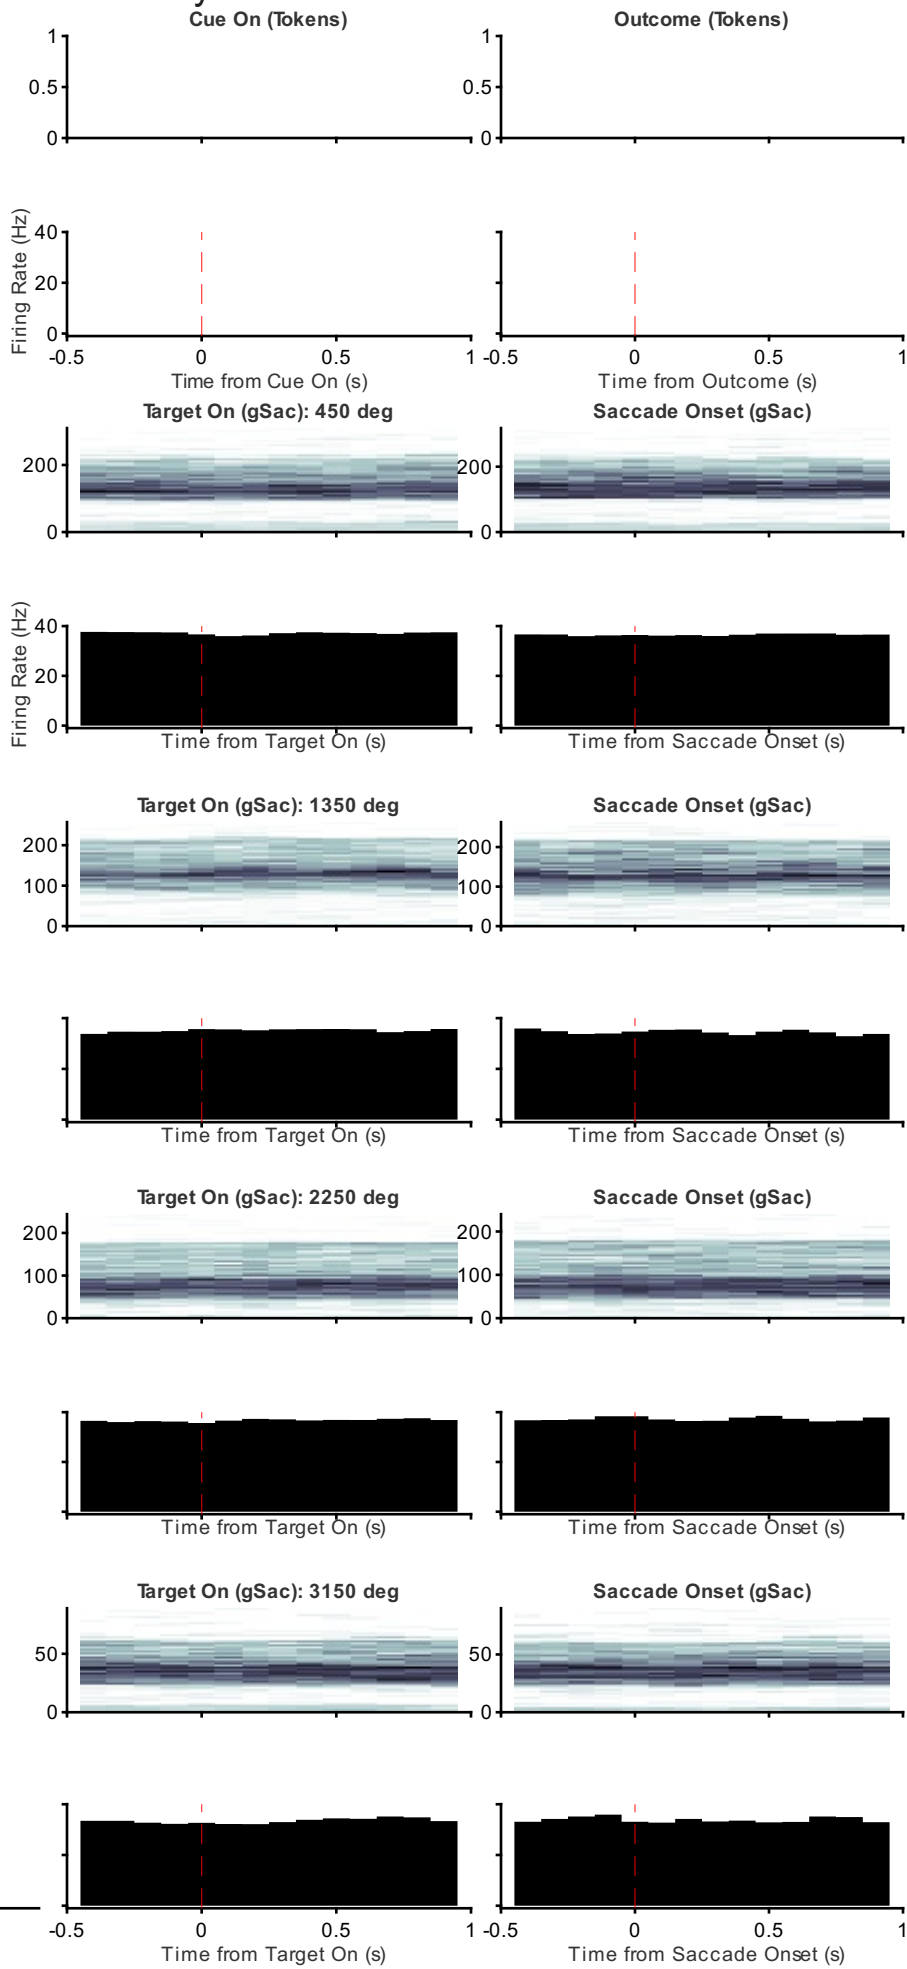 Cue On (Tokens) Outcome (Tokens)
1 1
0.5 0.5
0 0
Firing Rate (Hz)
40
20
0
-0.5 0 0.5 1 -0.5 0 0.5 1
Time from Cue On (s) Time from Outcome (s)
Target On (gSac): 450 deg Saccade Onset (gSac)
200 200
0 0
Firing Rate (Hz)
40
20
0
Time from Target On (s) Time from Saccade Onset (s)
Target On (gSac): 1350 deg Saccade Onset (gSac)
200 200
100 100
0 0
Time from Target On (s) Time from Saccade Onset (s)
Target On (gSac): 2250 deg Saccade Onset (gSac)
200 200
100 100
0 0
Time from Target On (s) Time from Saccade Onset (s)
Target On (gSac): 3150 deg Saccade Onset (gSac)
50 50
0 0
-0.5 0 0.5 1 -0.5 0 0.5 1
Time from Target On (s) Time from Saccade Onset (s)